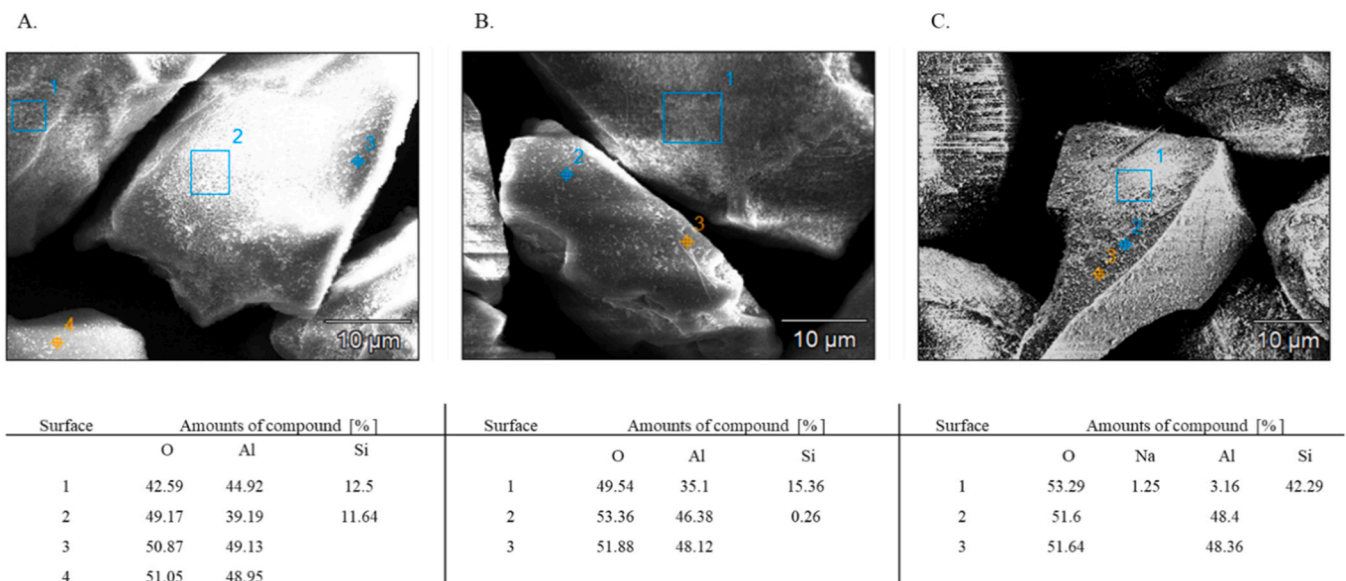 A. B. C.
1
2
3
4
10 µm
1
2
3
10 µm
1
2
3
10 µm
Surface Amounts of compound [%]
O Al Si
1 42.59 44.92 12.5
2 49.17 39.19 11.64
3 50.87 49.13
4 51.05 48.95
Surface Amounts of compound [%]
O Al Si
1 49.54 35.1 15.36
2 53.36 46.38 0.26
3 51.88 48.12
Surface Amounts of compound [%]
O Na Al Si
1 53.29 1.25 3.16 42.29
2 51.6 48.4
3 51.64 48.36